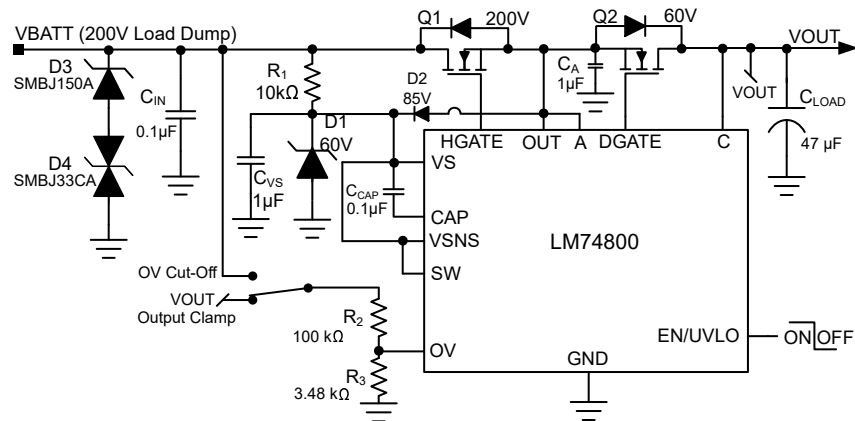 Q1
200V
Q2
60V
VBATT (200V Load Dump)
VOUT
D3
SMBJ150A
CIN
0.1µF
R1
10kΩ
D2
85V
CA
1µF
VOUT
CLOAD
47 µF
D1
60V
HGATE
OUT
A
DGATE
C
D4
SMBJ33CA
CVS
1µF
VS
CCAP
0.1µF
CAP
LM74800
VSNS
SW
OV Cut-Off
VOUT
Output Clamp
R2
100 kΩ
EN/UVLO
ON OFF
OV
GND
R3
3.48 kΩ